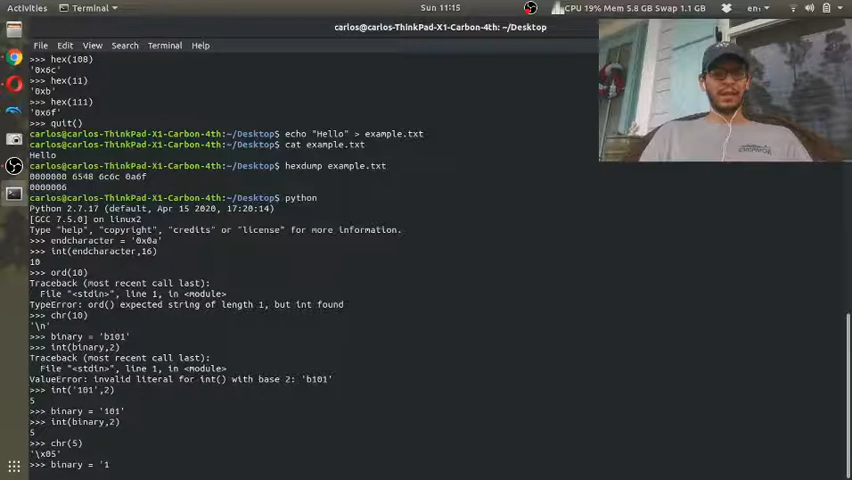 Activities
Terminal
Sun 11:15
CPU 19% Mem 5.8 GB Swap 1.1 GB
en
carlos@carlos-ThinkPad-X1-Carbon-4th: ~/Desktop
File Edit View Search Terminal Help
>>> hex(108)
'0x6c'
>>> hex(11)
'0xb'
>>> hex(111)
'0x6f'
>>> quit()
carlos@carlos-ThinkPad-X1-Carbon-4th:~/Desktop$ echo "Hello" > example.txt
carlos@carlos-ThinkPad-X1-Carbon-4th:~/Desktop$ cat example.txt
Hello
carlos@carlos-ThinkPad-X1-Carbon-4th:~/Desktop$ hexdump example.txt
0000000 6548 6c6c 0a6f
0000006
carlos@carlos-ThinkPad-X1-Carbon-4th:~/Desktop$ python
Python 2.7.17 (default, Apr 15 2020, 17:20:14)
[GCC 7.5.0] on linux2
Type "help", "copyright", "credits" or "license" for more information.
>>> endcharacter = '0x0a'
>>> int(endcharacter,16)
10
>>> ord(10)
Traceback (most recent call last):
  File "<stdin>", line 1, in <module>
TypeError: ord() expected string of length 1, but int found
>>> chr(10)
'\n'
>>> binary = 'b101'
>>> int(binary,2)
Traceback (most recent call last):
  File "<stdin>", line 1, in <module>
ValueError: invalid literal for int() with base 2: 'b101'
>>> int('101',2)
5
>>> binary = '101'
>>> int(binary,2)
5
>>> chr(5)
'\x05'
>>> binary = '1